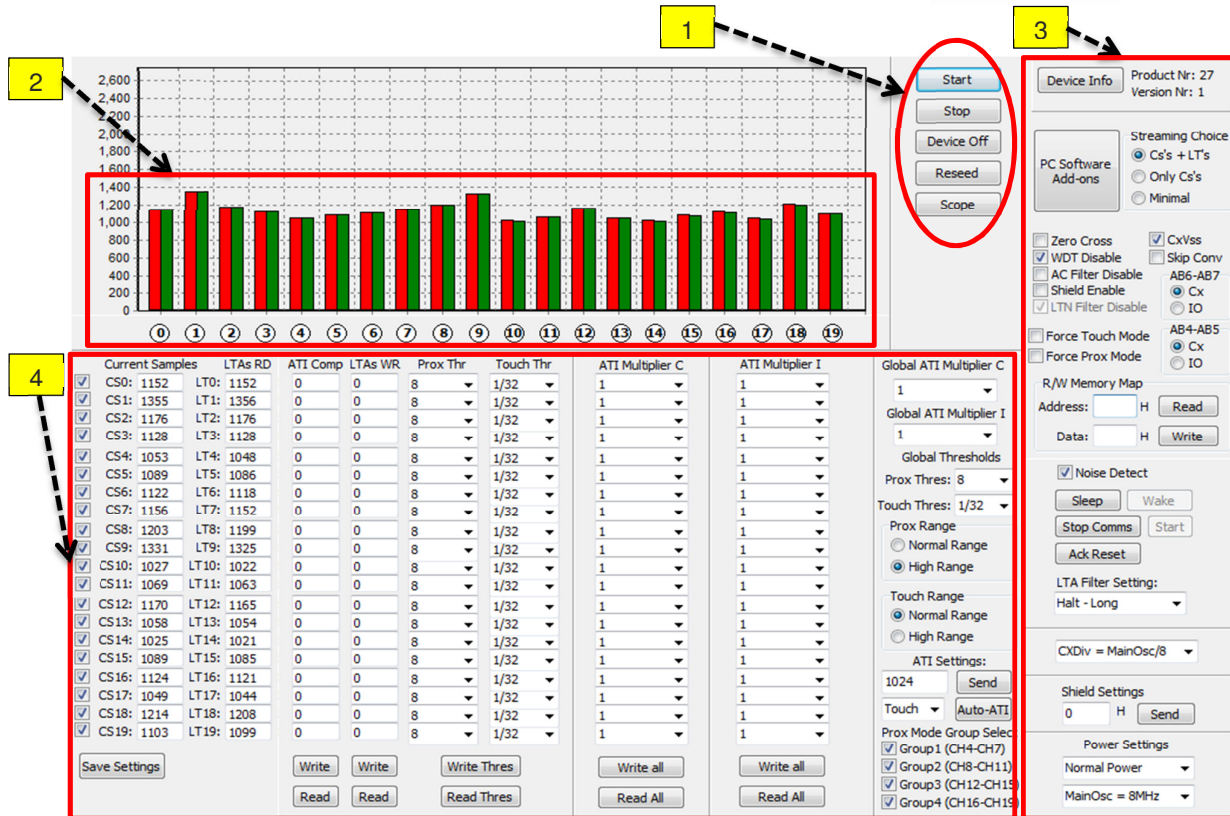 1
3
2
4
2,600
2,400
2,200
2,000
1,800
1,600
1,400
1,200
1,000
800
600
400
200
0
0 1 2 3 4 5 6 7 8 9 10 11 12 13 14 15 16 17 18 19
Start
Stop
Device Off
Reseed
Scope
Device Info
Product Nr: 27
Version Nr: 1
PC Software
Add-ons
Streaming Choice
Cs's + LT's
Only Cs's
Minimal
Zero Cross
CxVss
WDT Disable
Skip Conv
AC Filter Disable
AB6-AB7
Shield Enable
Cx
LTN Filter Disable
IO
Force Touch Mode
AB4-AB5
Cx
Force Prox Mode
IO
R/W Memory Map
Address: H Read
Data: H Write
Noise Detect
Sleep Wake
Stop Comms Start
Ack Reset
LTA Filter Setting:
Halt - Long
CXDiv = MainOsc/8
Shield Settings
0 H Send
Power Settings
Normal Power
MainOsc = 8MHz
Current Samples LTAs RD ATI Comp LTAs WR Prox Thr Touch Thr ATI Multiplier C ATI Multiplier I
CS0: 1152 LT0: 1152 0 0 8 1/32 1 1
CS1: 1355 LT1: 1356 0 0 8 1/32 1 1
CS2: 1176 LT2: 1176 0 0 8 1/32 1 1
CS3: 1128 LT3: 1128 0 0 8 1/32 1 1
CS4: 1053 LT4: 1048 0 0 8 1/32 1 1
CS5: 1089 LT5: 1086 0 0 8 1/32 1 1
CS6: 1122 LT6: 1118 0 0 8 1/32 1 1
CS7: 1156 LT7: 1152 0 0 8 1/32 1 1
CS8: 1203 LT8: 1199 0 0 8 1/32 1 1
CS9: 1331 LT9: 1325 0 0 8 1/32 1 1
CS10: 1027 LT10: 1022 0 0 8 1/32 1 1
CS11: 1069 LT11: 1063 0 0 8 1/32 1 1
CS12: 1170 LT12: 1165 0 0 8 1/32 1 1
CS13: 1058 LT13: 1054 0 0 8 1/32 1 1
CS14: 1025 LT14: 1021 0 0 8 1/32 1 1
CS15: 1089 LT15: 1085 0 0 8 1/32 1 1
CS16: 1124 LT16: 1121 0 0 8 1/32 1 1
CS17: 1049 LT17: 1044 0 0 8 1/32 1 1
CS18: 1214 LT18: 1208 0 0 8 1/32 1 1
CS19: 1103 LT19: 1099 0 0 8 1/32 1 1
Save Settings Write Write Write Thres Write all Write all
Read Read Read Thres Read All Read All
Global ATI Multiplier C
1
Global ATI Multiplier I
1
Global Thresholds
Prox Thres: 8
Touch Thres: 1/32
Prox Range
Normal Range
High Range
Touch Range
Normal Range
High Range
ATI Settings:
1024 Send
Touch Auto-ATI
Prox Mode Group Selec
Group1 (CH4-CH7)
Group2 (CH8-CH11)
Group3 (CH12-CH15)
Group4 (CH16-CH19)